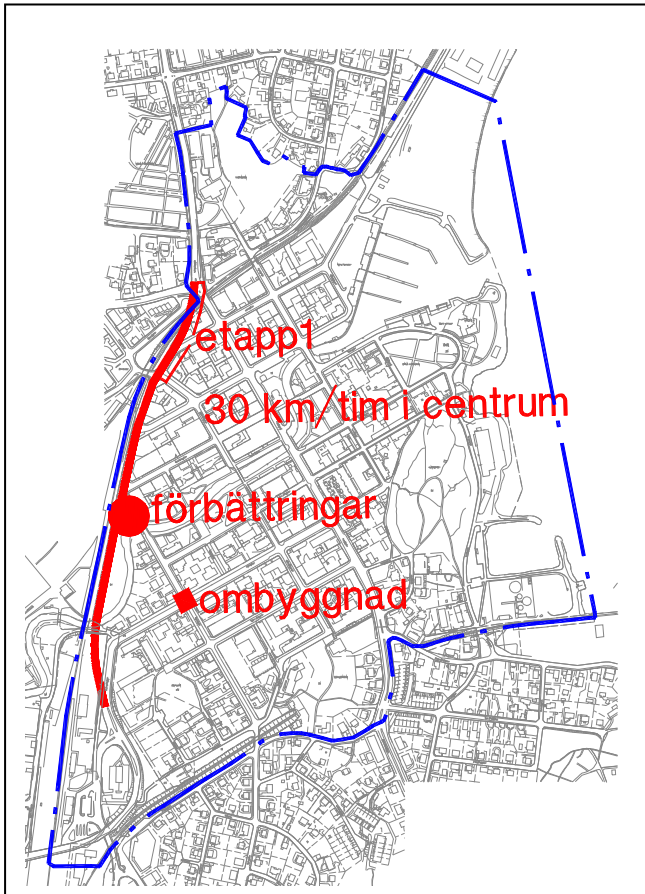 etapp1
30 km/tim i centrum
förbättringar
ombyggnad